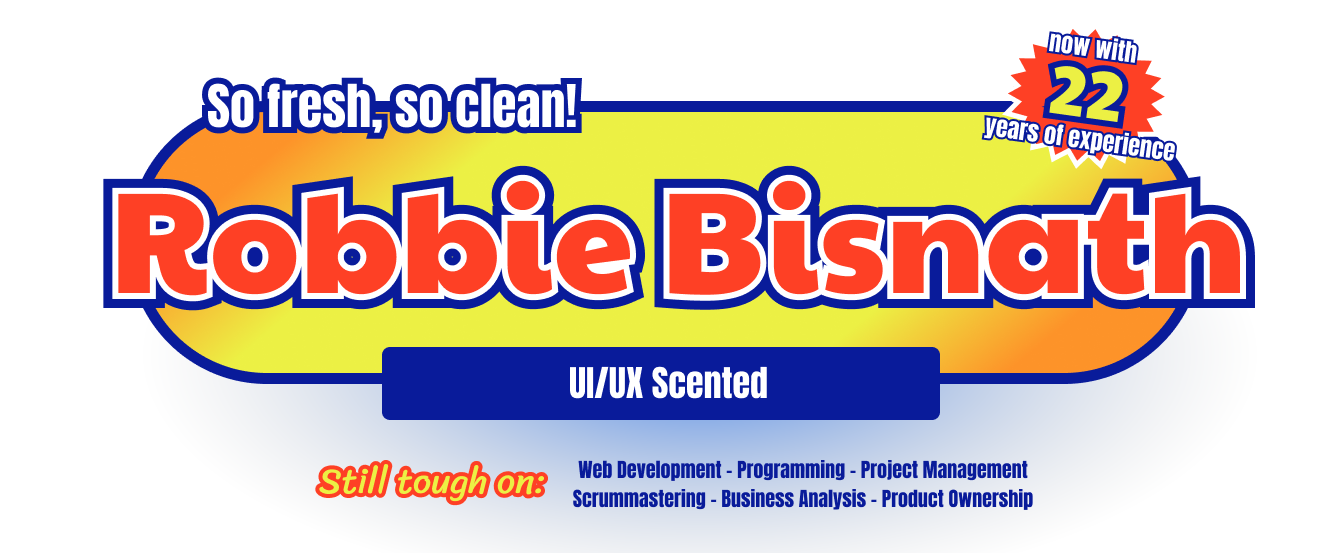 So fresh, so clean!
now with
22
years of experience
Robbie Bisnath
UI/UX Scented
Still tough on:
Web Development - Programming - Project Management
Scrummastering - Business Analysis - Product Ownership